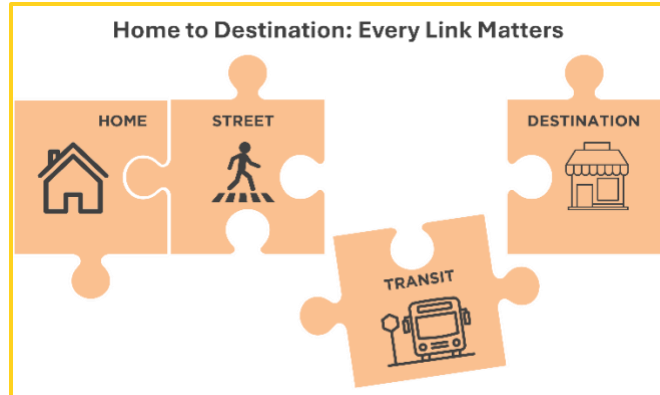 Home to Destination: Every Link Matters
HOME
STREET
DESTINATION
TRANSIT